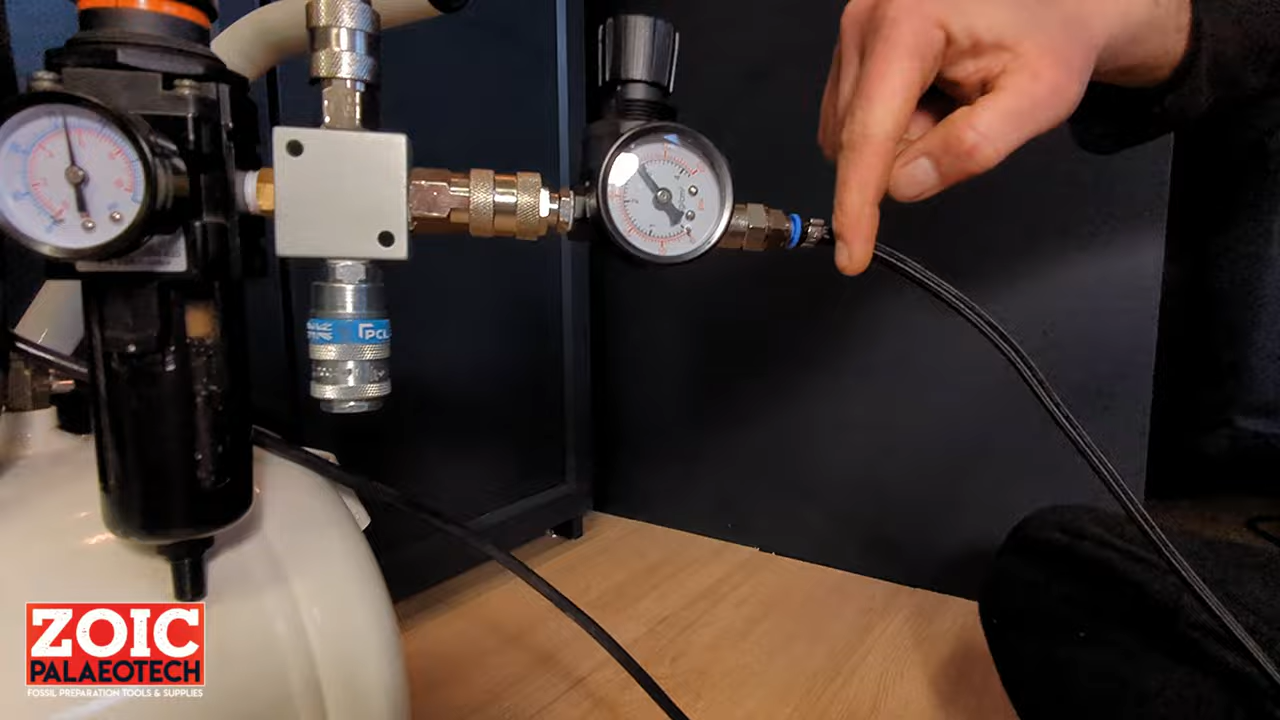 PCL
ZOIC
PALAEOTECH
FOSSIL PREPARATION TOOLS & SUPPLIES